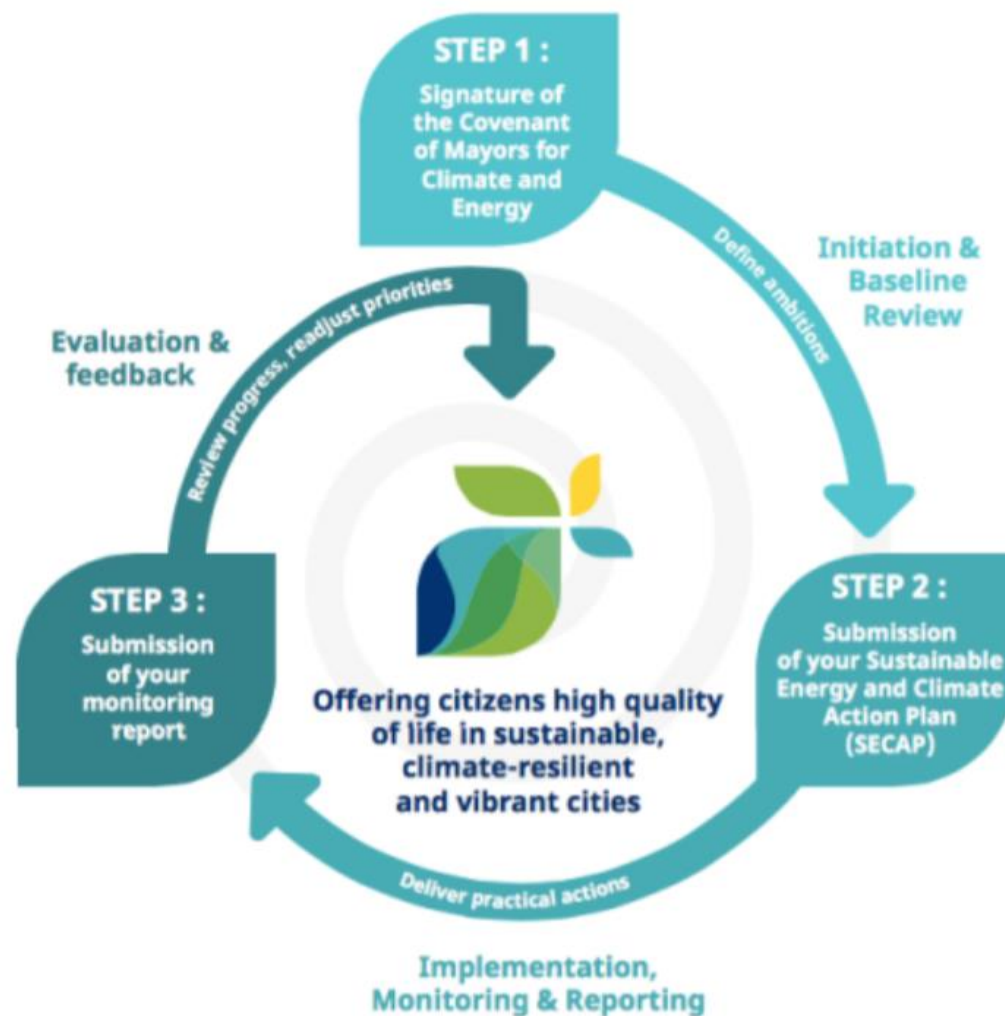 STEP 1 :
Signature of
the Covenant
of Mayors for
Climate and
Energy
Define ambitions
Initiation &
Baseline
Review
STEP 2 :
Submission
of your Sustainable
Energy and Climate
Action Plan
(SECAP)
Deliver practical actions
Implementation,
Monitoring & Reporting
STEP 3 :
Submission
of your
monitoring
report
Review progress, readjust priorities
Evaluation &
feedback
Offering citizens high quality
of life in sustainable,
climate-resilient
and vibrant cities